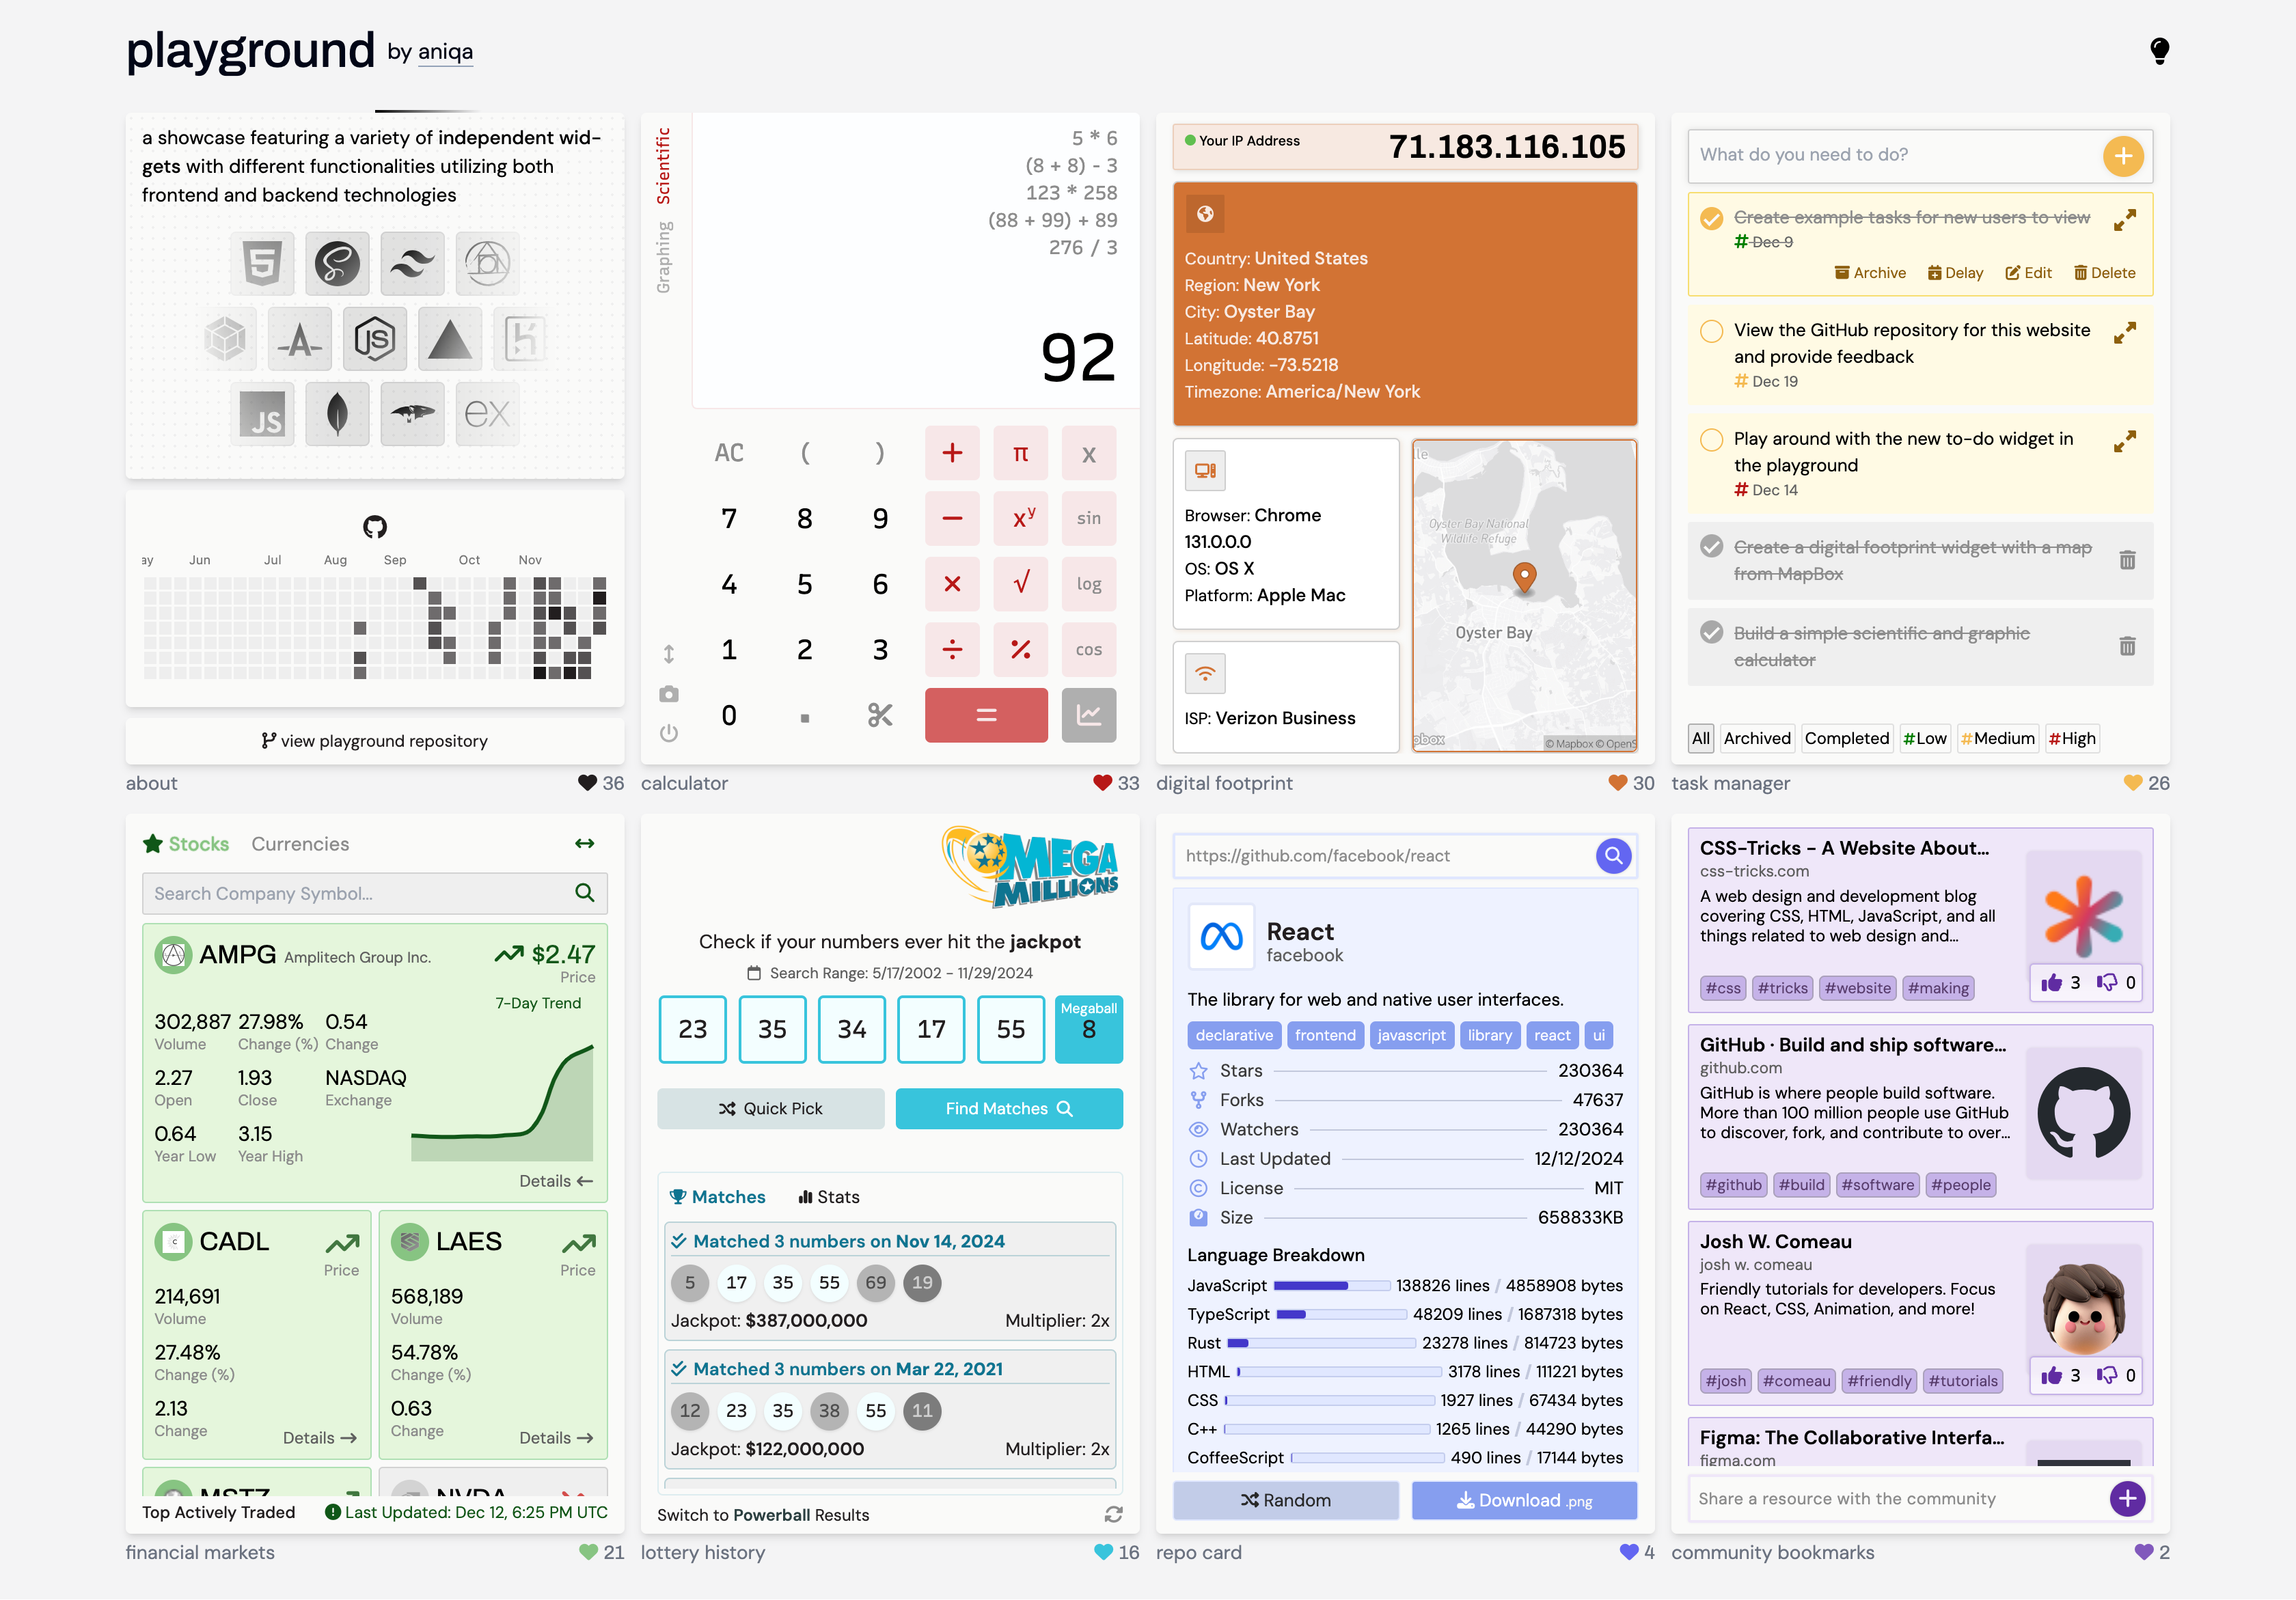 playground by aniqa
a showcase featuring a variety of independent wid-
gets with different functionalities utilizing both
frontend and backend technologies
JS
JS
ex
ay Jun Jul Aug Sep Oct Nov
view playground repository
about 36
Scientific
Graphing
5 * 6
(8 + 8) - 3
123 * 258
(88 + 99) + 89
276 / 3
92
AC ( ) + π x
7 8 9 − xʸ sin
4 5 6 × √ log
1 2 3 ÷ % cos
0 . =
calculator 33
Your IP Address 71.183.116.105
Country: United States
Region: New York
City: Oyster Bay
Latitude: 40.8751
Longitude: -73.5218
Timezone: America/New York
Browser: Chrome
131.0.0.0
OS: OS X
Platform: Apple Mac
ISP: Verizon Business
lle
Oyster Bay National
Wildlife Refuge
Oyster Bay
pbox © Mapbox © OpenS
digital footprint 30
What do you need to do?
Create example tasks for new users to view
# Dec 9
Archive Delay Edit Delete
View the GitHub repository for this website
and provide feedback
# Dec 19
Play around with the new to-do widget in
the playground
# Dec 14
Create a digital footprint widget with a map
from MapBox
Build a simple scientific and graphic
calculator
All Archived Completed #Low #Medium #High
task manager 26
Stocks Currencies
Search Company Symbol...
AMPG Amplitech Group Inc. $2.47
Price
7-Day Trend
302,887 27.98% 0.54
Volume Change (%) Change
2.27 1.93 NASDAQ
Open Close Exchange
0.64 3.15
Year Low Year High
Details ←
CADL
Price
214,691
Volume
27.48%
Change (%)
2.13
Change
Details →
LAES
Price
568,189
Volume
54.78%
Change (%)
0.63
Change
Details →
MSTZ NVDA
Top Actively Traded Last Updated: Dec 12, 6:25 PM UTC
financial markets 21
MEGA
MILLIONS
Check if your numbers ever hit the jackpot
Search Range: 5/17/2002 - 11/29/2024
Megaball
23 35 34 17 55 8
Quick Pick Find Matches
Matches Stats
Matched 3 numbers on Nov 14, 2024
5 17 35 55 69 19
Jackpot: $387,000,000 Multiplier: 2x
Matched 3 numbers on Mar 22, 2021
12 23 35 38 55 11
Jackpot: $122,000,000 Multiplier: 2x
Switch to Powerball Results
lottery history 16
https://github.com/facebook/react
React
facebook
The library for web and native user interfaces.
declarative frontend javascript library react ui
Stars 230364
Forks 47637
Watchers 230364
Last Updated 12/12/2024
License MIT
Size 658833KB
Language Breakdown
JavaScript 138826 lines / 4858908 bytes
TypeScript 48209 lines / 1687318 bytes
Rust 23278 lines / 814723 bytes
HTML 3178 lines / 111221 bytes
CSS 1927 lines / 67434 bytes
C++ 1265 lines / 44290 bytes
CoffeeScript 490 lines / 17144 bytes
Random Download .png
repo card 4
CSS-Tricks - A Website About...
css-tricks.com
A web design and development blog
covering CSS, HTML, JavaScript, and all
things related to web design and...
#css #tricks #website #making
3 0
GitHub · Build and ship software...
github.com
GitHub is where people build software.
More than 100 million people use GitHub
to discover, fork, and contribute to over...
#github #build #software #people
Josh W. Comeau
josh w. comeau
Friendly tutorials for developers. Focus
on React, CSS, Animation, and more!
#josh #comeau #friendly #tutorials
3 0
Figma: The Collaborative Interfa...
figma.com
Share a resource with the community
community bookmarks 2